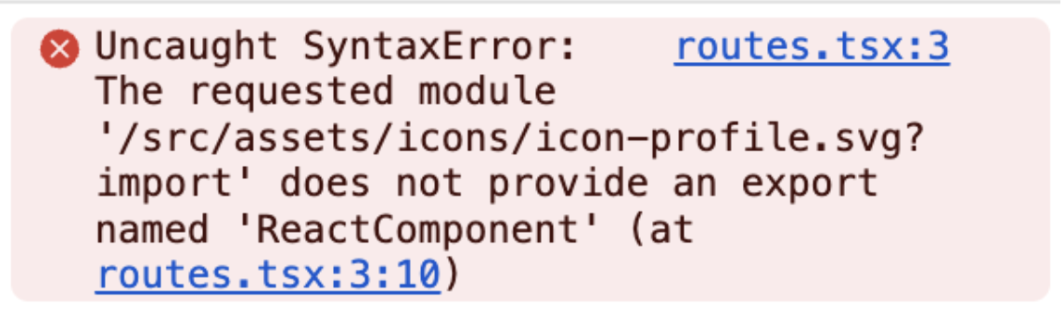 Uncaught SyntaxError: routes.tsx:3
The requested module
'/src/assets/icons/icon-profile.svg?
import' does not provide an export
named 'ReactComponent' (at
routes.tsx:3:10)